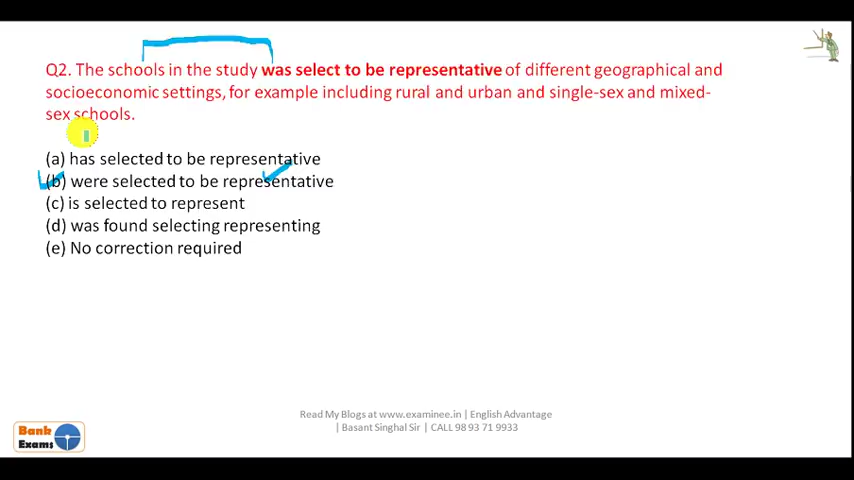 Q2. The schools in the study was select to be representative of different geographical and
socioeconomic settings, for example including rural and urban and single-sex and mixed-
sex schools.
(a) has selected to be representative
(b) were selected to be representative
(c) is selected to represent
(d) was found selecting representing
(e) No correction required
Read My Blogs at www.examinee.in | English Advantage
| Basant Singhal Sir | CALL 98 93 71 9933
Bank
Exams